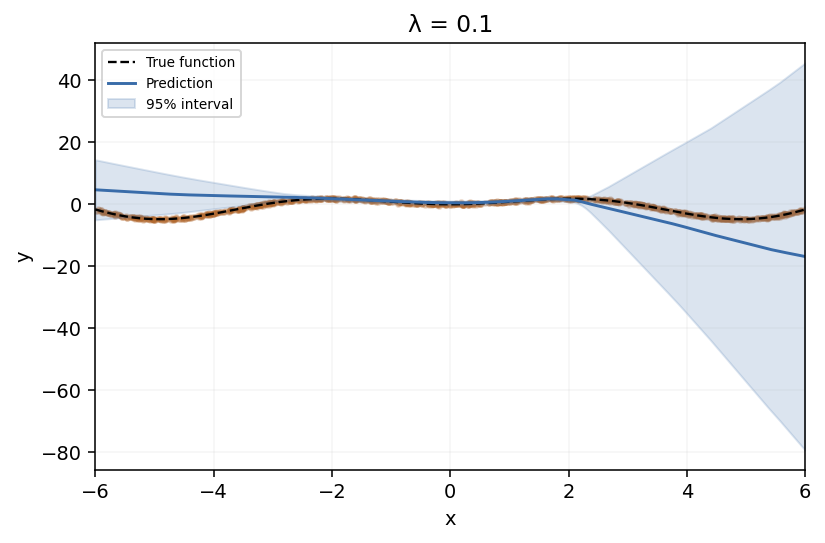 λ = 0.1
True function
Prediction
95% interval
40
20
0
−20
−40
−60
−80
y
−6 −4 −2 0 2 4 6
x